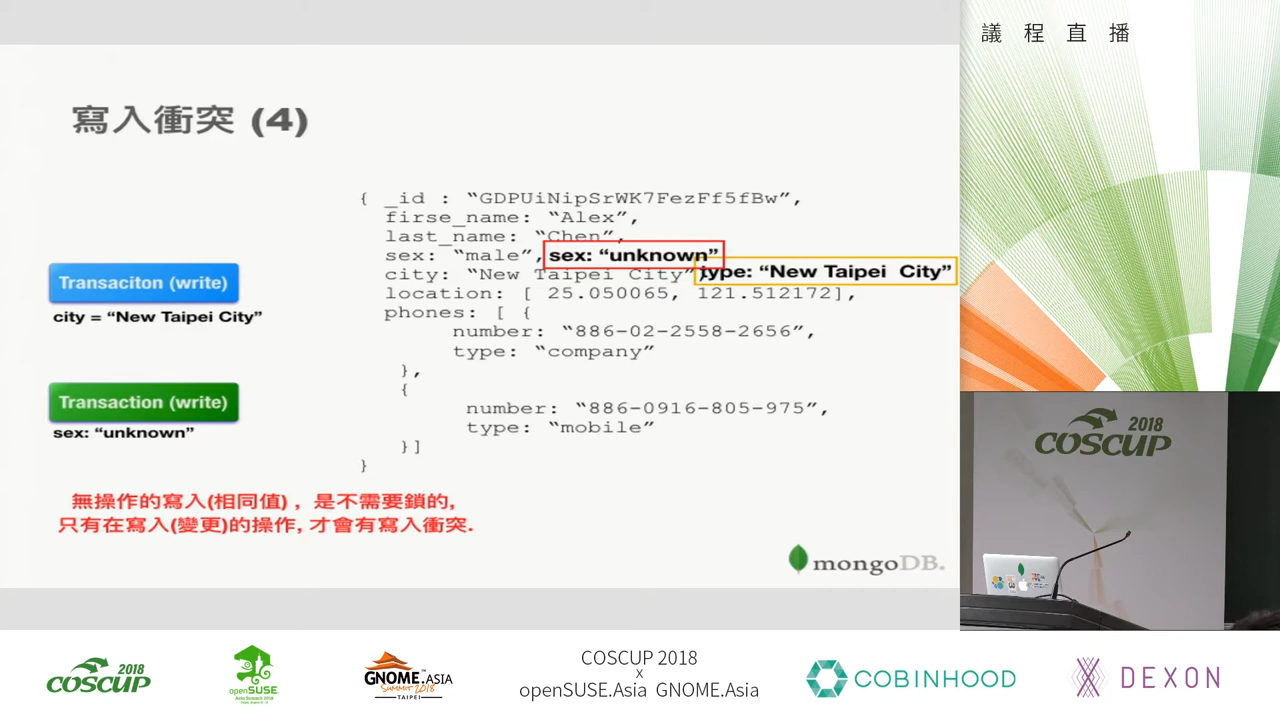 議程直播
寫入衝突 (4)
{ _id : “GDPUiNipSrWK7FezFf5fBw”,
firse_name: “Alex”,
last_name: “Chen”,
sex: “male”, sex: “unknown”
city: “New Taipei City” type: “New Taipei City”
location: [ 25.050065, 121.512172],
phones: [ {
number: “886-02-2558-2656”,
type: “company”
},
{
number: “886-0916-805-975”,
type: “mobile”
}]
}
Transaciton (write)
city = “New Taipei City”
Transaction (write)
sex: “unknown”
無操作的寫入(相同值)，是不需要鎖的,
只有在寫入(變更)的操作, 才會有寫入衝突.
mongoDB.
2018
COSCUP
2018
COSCUP
openSUSE
GNOME.ASIA
SUMMIT 2018
TAIPEI
COSCUP 2018
x
openSUSE.Asia GNOME.Asia
COBINHOOD
DEXON